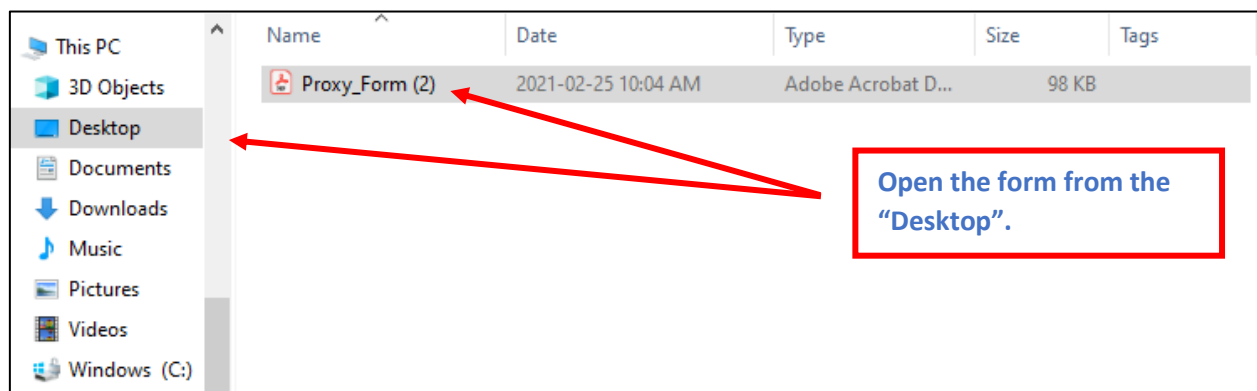 This PC
3D Objects
Desktop
Documents
Downloads
Music
Pictures
Videos
Windows (C:)
Name Date Type Size Tags
Proxy_Form (2) 2021-02-25 10:04 AM Adobe Acrobat D... 98 KB
Open the form from the
“Desktop”.